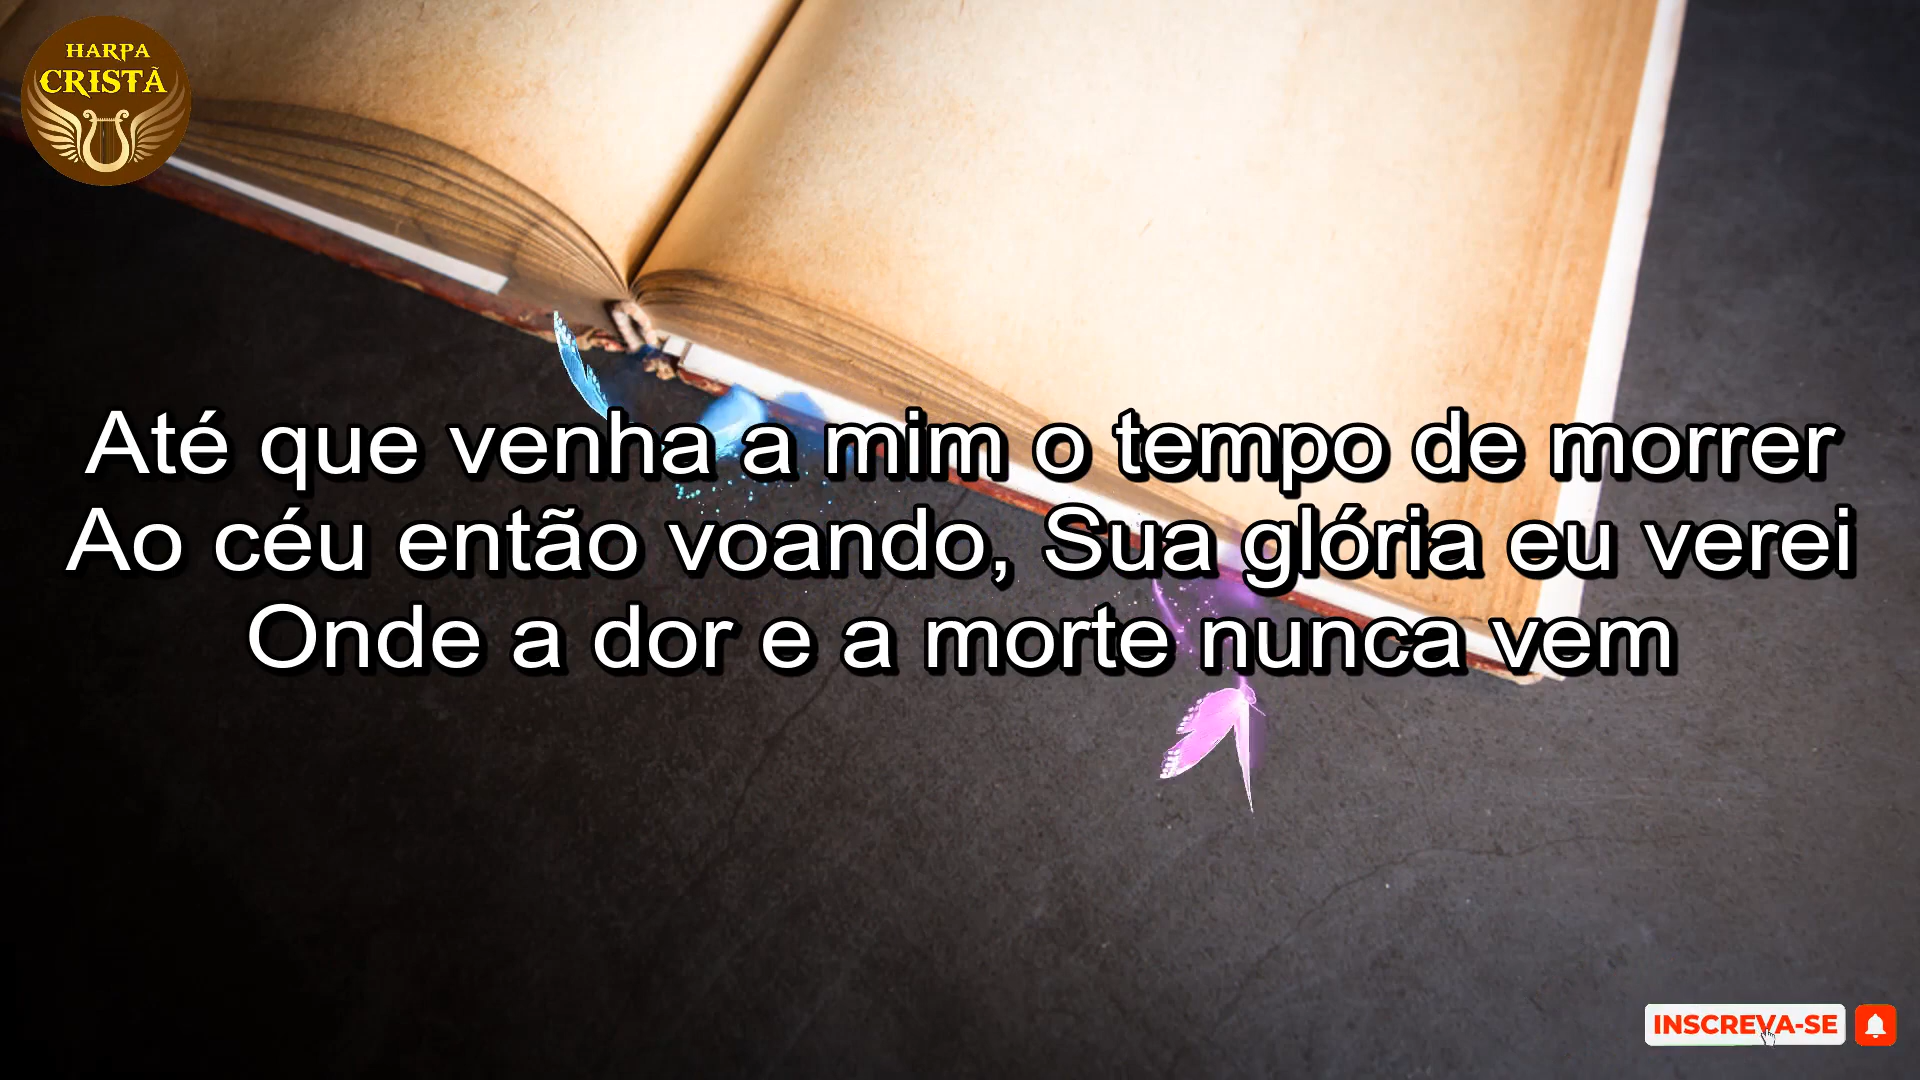 HARPA
CRISTÃ
Até que venha a mim o tempo de morrer
Ao céu então voando, Sua glória eu verei
Onde a dor e a morte nunca vem
INSCREVA-SE